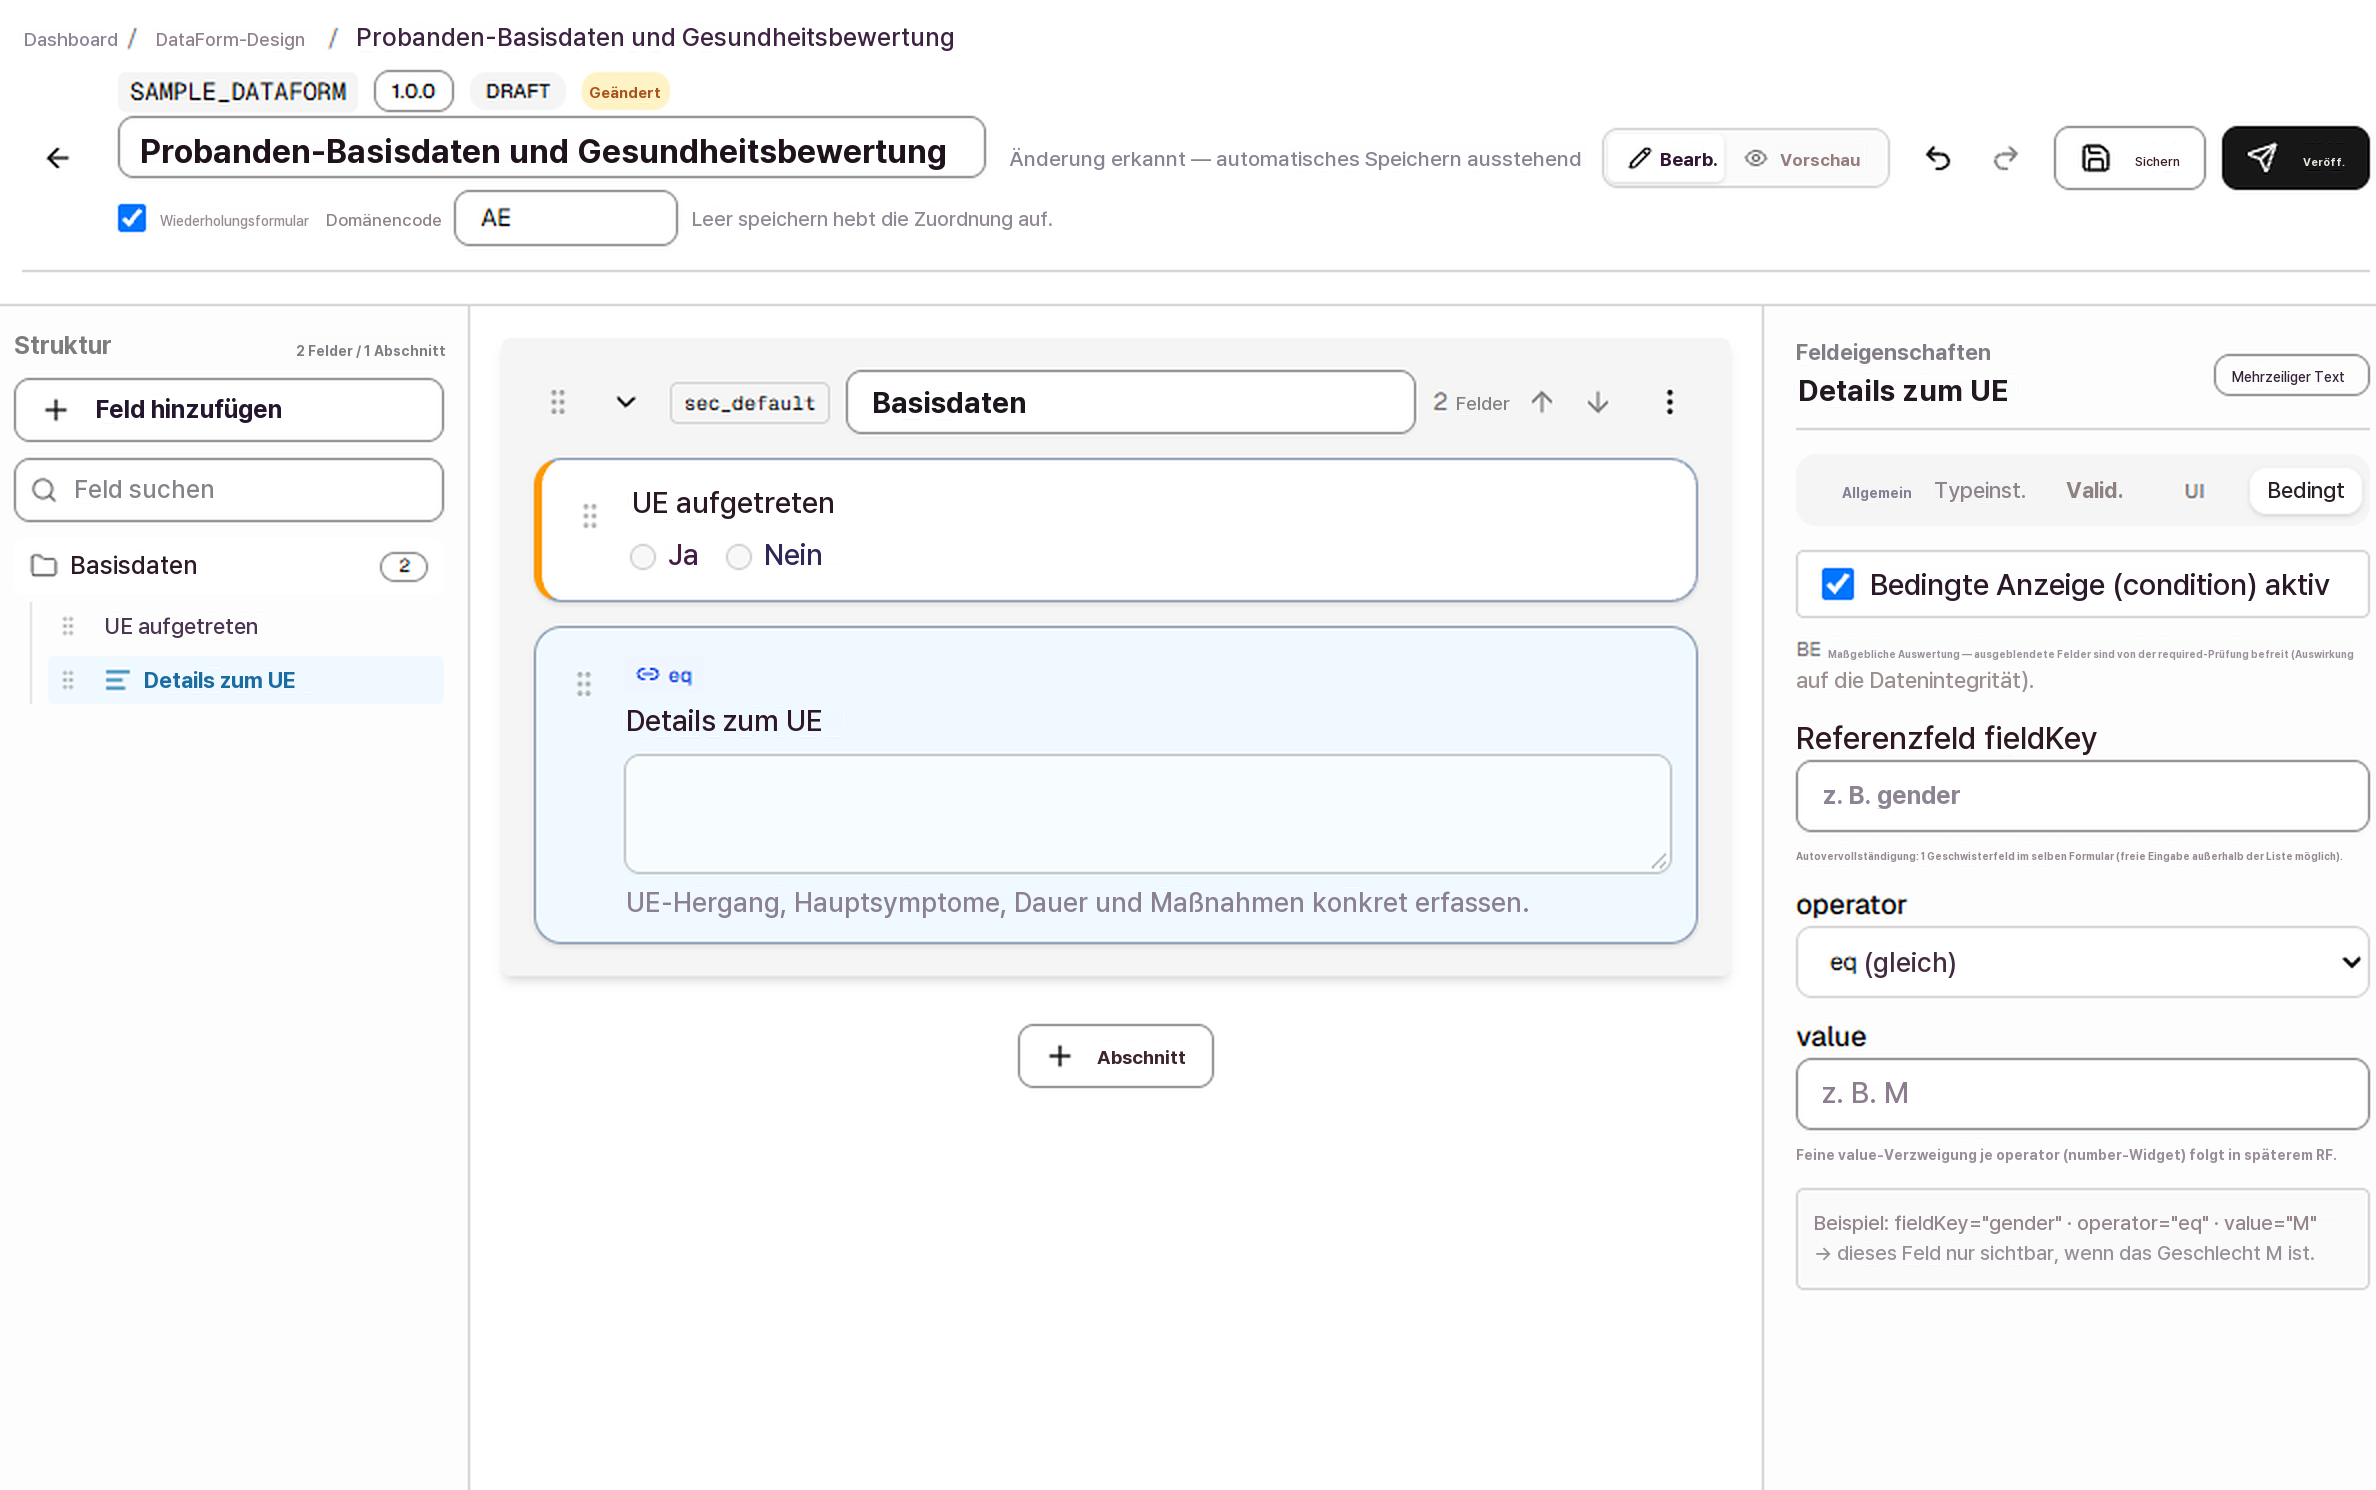 Dashboard / DataForm-Design / Probanden-Basisdaten und Gesundheitsbewertung
SAMPLE_DATAFORM 1.0.0 DRAFT Geändert
Probanden-Basisdaten und Gesundheitsbewertung
Änderung erkannt — automatisches Speichern ausstehend
Bearb. Vorschau
Sichern
Veröff.
Wiederholungsformular Domänencode AE Leer speichern hebt die Zuordnung auf.
Struktur
2 Felder / 1 Abschnitt
Feld hinzufügen
Feld suchen
Basisdaten 2
UE aufgetreten
Details zum UE
sec_default Basisdaten 2 Felder
UE aufgetreten
Ja Nein
eq
Details zum UE
UE-Hergang, Hauptsymptome, Dauer und Maßnahmen konkret erfassen.
Abschnitt
Feldeigenschaften
Details zum UE
Mehrzeiliger Text
Allgemein Typeinst. Valid. UI Bedingt
Bedingte Anzeige (condition) aktiv
BE Maßgebliche Auswertung — ausgeblendete Felder sind von der required-Prüfung befreit (Auswirkung
auf die Datenintegrität).
Referenzfeld fieldKey
z. B. gender
Autovervollständigung: 1 Geschwisterfeld im selben Formular (freie Eingabe außerhalb der Liste möglich).
operator
eq (gleich)
value
z. B. M
Feine value-Verzweigung je operator (number-Widget) folgt in späterem RF.
Beispiel: fieldKey="gender" · operator="eq" · value="M"
→ dieses Feld nur sichtbar, wenn das Geschlecht M ist.